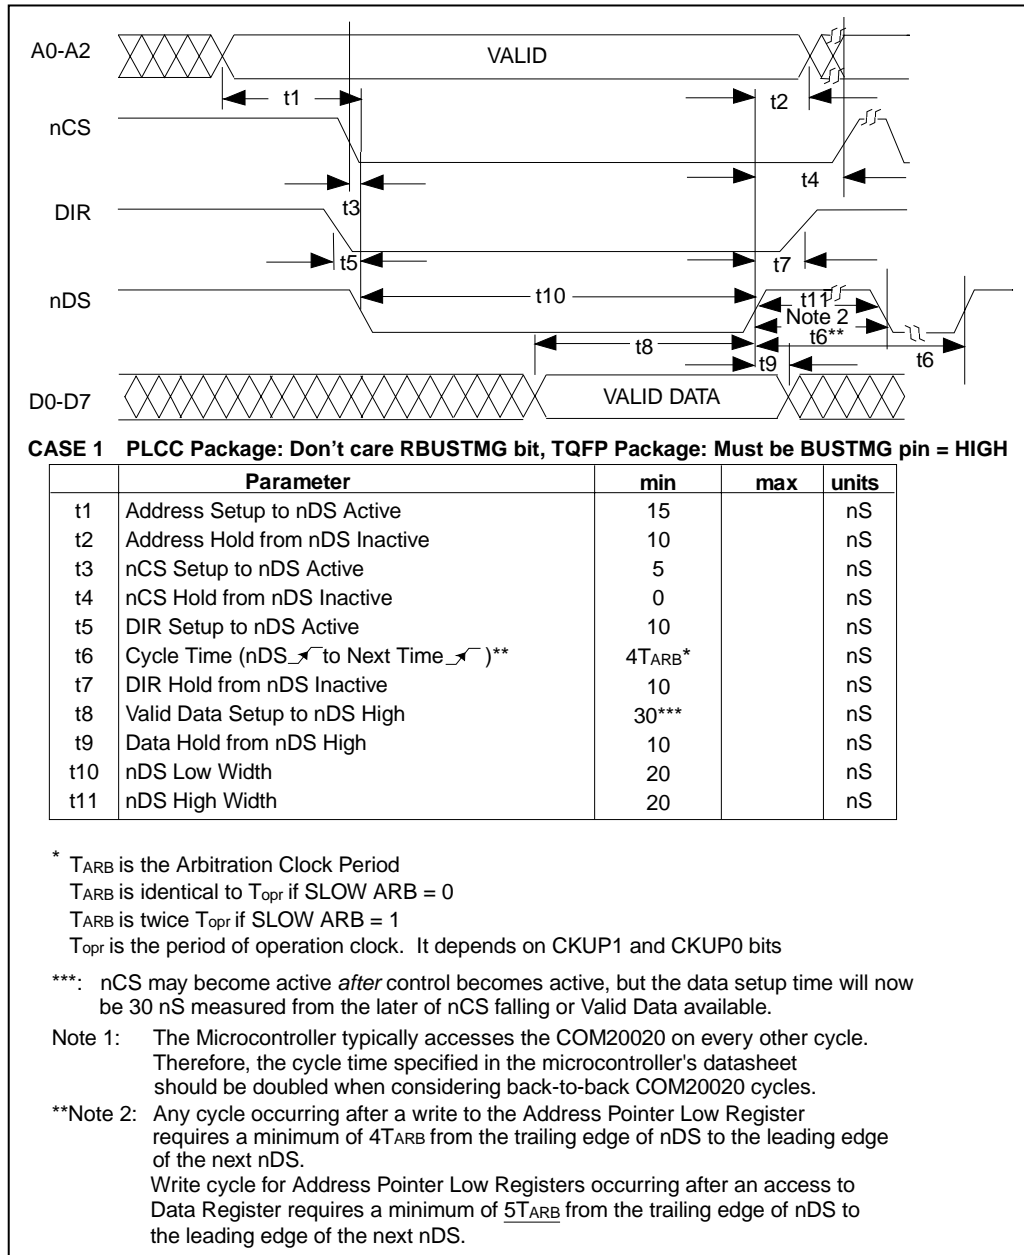 A0-A2 VALID
t1 t2
nCS
t4
t3
DIR
t5 t7
nDS t10 t11
Note 2
t8 t6** t6
t9
D0-D7 VALID DATA
CASE 1 PLCC Package: Don't care RBUSTMG bit, TQFP Package: Must be BUSTMG pin = HIGH
Parameter min max units
t1 Address Setup to nDS Active 15 nS
t2 Address Hold from nDS Inactive 10 nS
t3 nCS Setup to nDS Active 5 nS
t4 nCS Hold from nDS Inactive 0 nS
t5 DIR Setup to nDS Active 10 nS
t6 Cycle Time (nDS to Next Time )** 4TARB* nS
t7 DIR Hold from nDS Inactive 10 nS
t8 Valid Data Setup to nDS High 30*** nS
t9 Data Hold from nDS High 10 nS
t10 nDS Low Width 20 nS
t11 nDS High Width 20 nS
* TARB is the Arbitration Clock Period
TARB is identical to Topr if SLOW ARB = 0
TARB is twice Topr if SLOW ARB = 1
Topr is the period of operation clock. It depends on CKUP1 and CKUP0 bits
***: nCS may become active after control becomes active, but the data setup time will now
be 30 nS measured from the later of nCS falling or Valid Data available.
Note 1: The Microcontroller typically accesses the COM20020 on every other cycle.
Therefore, the cycle time specified in the microcontroller's datasheet
should be doubled when considering back-to-back COM20020 cycles.
**Note 2: Any cycle occurring after a write to the Address Pointer Low Register
requires a minimum of 4TARB from the trailing edge of nDS to the leading edge
of the next nDS.
Write cycle for Address Pointer Low Registers occurring after an access to
Data Register requires a minimum of 5TARB from the trailing edge of nDS to
the leading edge of the next nDS.